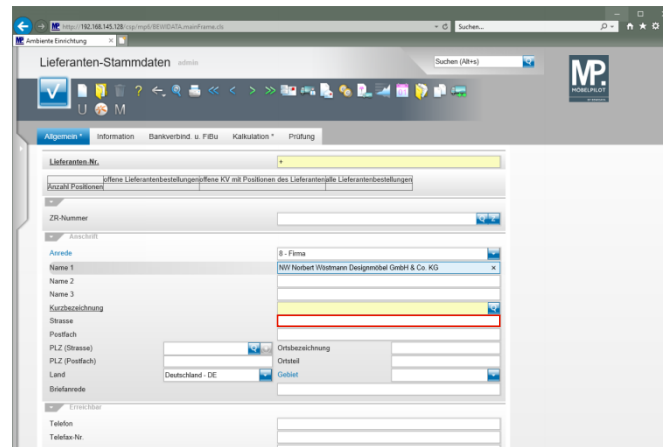 http://192.168.145.128/csp/mpll/BEWIDATA.mainFrame.cls
Suchen...
Ambiente Einrichtung
Lieferanten-Stammdaten admin
Suchen (Alt+s)
MP.
MÖBELPILOT
U M
Allgemein * Information Bankverbind. u. FiBu Kalkulation * Prüfung
Lieferanten-Nr. +
offene Lieferantenbestellungen offene KV mit Positionen des Lieferanten alle Lieferantenbestellungen
Anzahl Positionen
ZR-Nummer
Anschrift
Anrede 8 - Firma
Name 1 NW Norbert Wöstmann Designmöbel GmbH & Co. KG
Name 2
Name 3
Kurzbezeichnung
Strasse
Postfach
PLZ (Strasse) Ortsbezeichnung
PLZ (Postfach) Ortsteil
Land Deutschland - DE Gebiet
Briefanrede
Erreichbar
Telefon
Telefax-Nr.